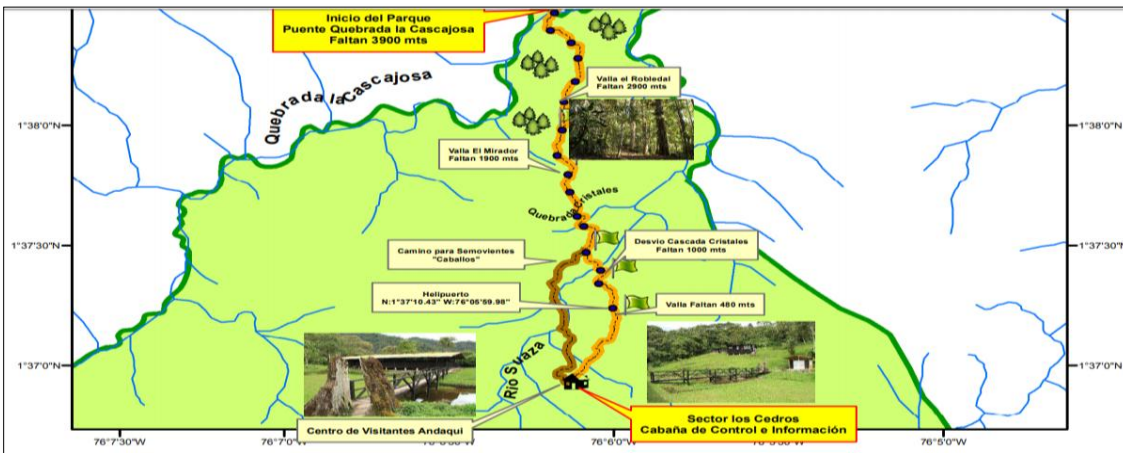 Inicio del Parque
Puente Quebrada la Cascajosa
Faltan 3900 mts
Quebrada la Cascajosa
Valla el Robledal
Faltan 2900 mts
1°38'0"N
1°38'0"N
Valla El Mirador
Faltan 1900 mts
Quebrada Cristales
1°37'30"N
1°37'30"N
Camino para Semovientes
"Caballos"
Desvio Cascada Cristales
Faltan 1000 mts
Helipuerto
N:1°37'10.43" W:76°05'59.98"
Valla Faltan 480 mts
1°37'0"N
1°37'0"N
Rio Suaza
Centro de Visitantes Andaqui
Sector los Cedros
Cabaña de Control e Información
76°7'30"W
76°7'0"W
76°6'0"W
76°5'0"W